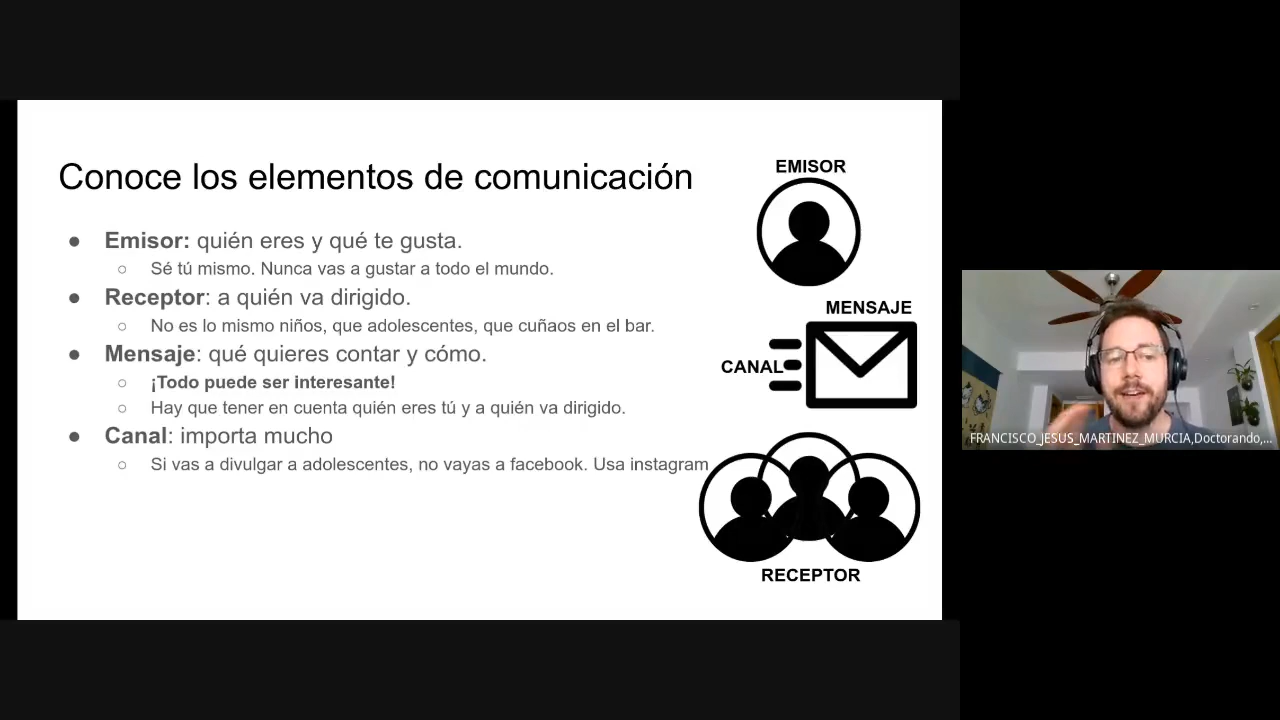 Conoce los elementos de comunicación
● Emisor: quién eres y qué te gusta.
○ Sé tú mismo. Nunca vas a gustar a todo el mundo.
● Receptor: a quién va dirigido.
○ No es lo mismo niños, que adolescentes, que cuñaos en el bar.
● Mensaje: qué quieres contar y cómo.
○ ¡Todo puede ser interesante!
○ Hay que tener en cuenta quién eres tú y a quién va dirigido.
● Canal: importa mucho
○ Si vas a divulgar a adolescentes, no vayas a facebook. Usa instagram
EMISOR
MENSAJE
CANAL
RECEPTOR
FRANCISCO_JESUS_MARTINEZ_MURCIA,Doctorando,...